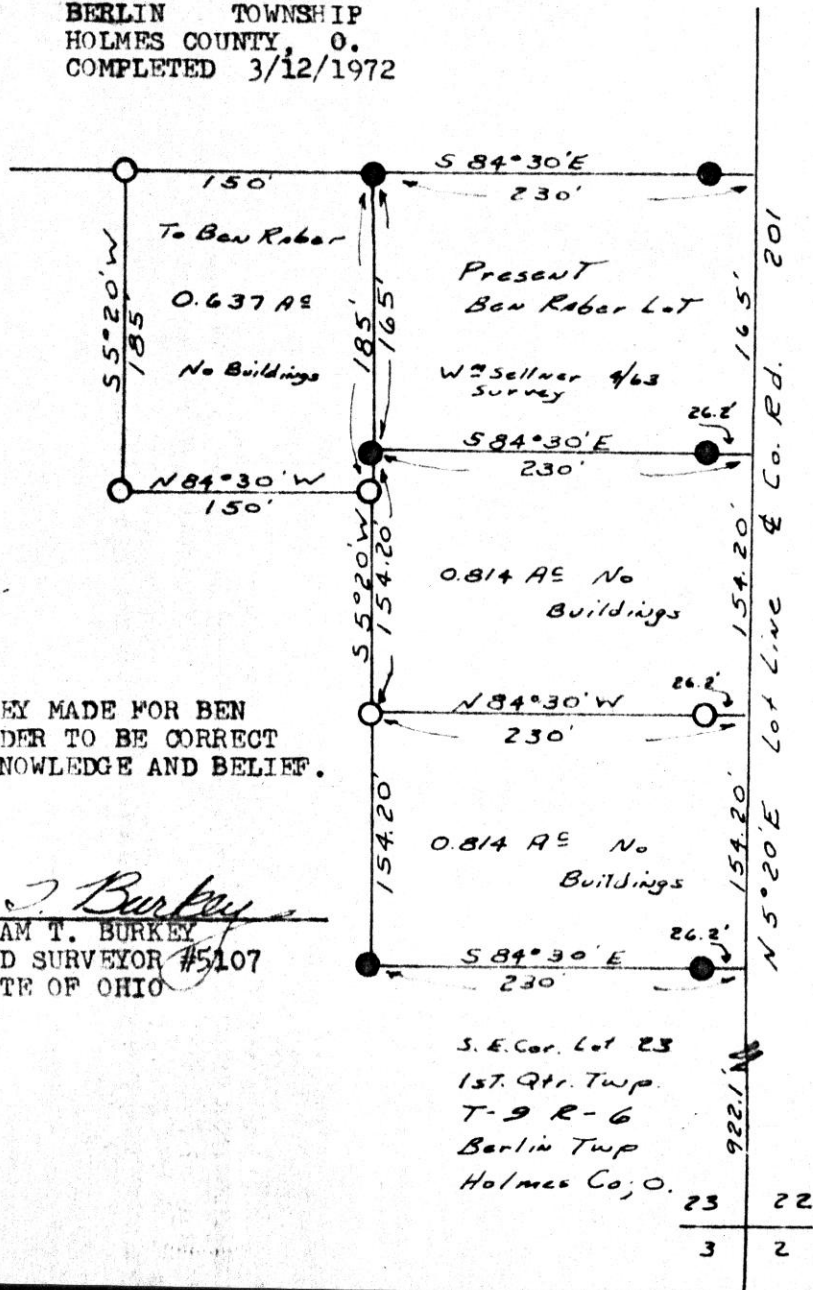 BERLIN TOWNSHIP
HOLMES COUNTY, O.
COMPLETED 3/12/1972
S 84°30'E
150'
230'
To Ben Raber
0.637 Ac
No Buildings
S 5°20'W
185'
185'
165'
Present
Ben Raber Lot
Wm Sellner 4/63
Survey
165'
26.2'
S 84°30'E
230'
N 84°30'W
150'
S 5°20'W
154.20'
0.814 Ac No
Buildings
154.20'
N 5°20'E Lot Line ℄ Co. Rd. 201
N 84°30'W
230'
26.2'
EY MADE FOR BEN
DER TO BE CORRECT
NOWLEDGE AND BELIEF.
154.20'
0.814 Ac No
Buildings
154.20'
T. Burkey
AM T. BURKEY
D SURVEYOR #5107
TE OF OHIO
S 84°30'E
230'
26.2'
S. E. Cor. Lot 23
1ST. Qtr. Twp.
T-9 R-6
Berlin Twp
Holmes Co; O.
922.1'
23 22
3 2